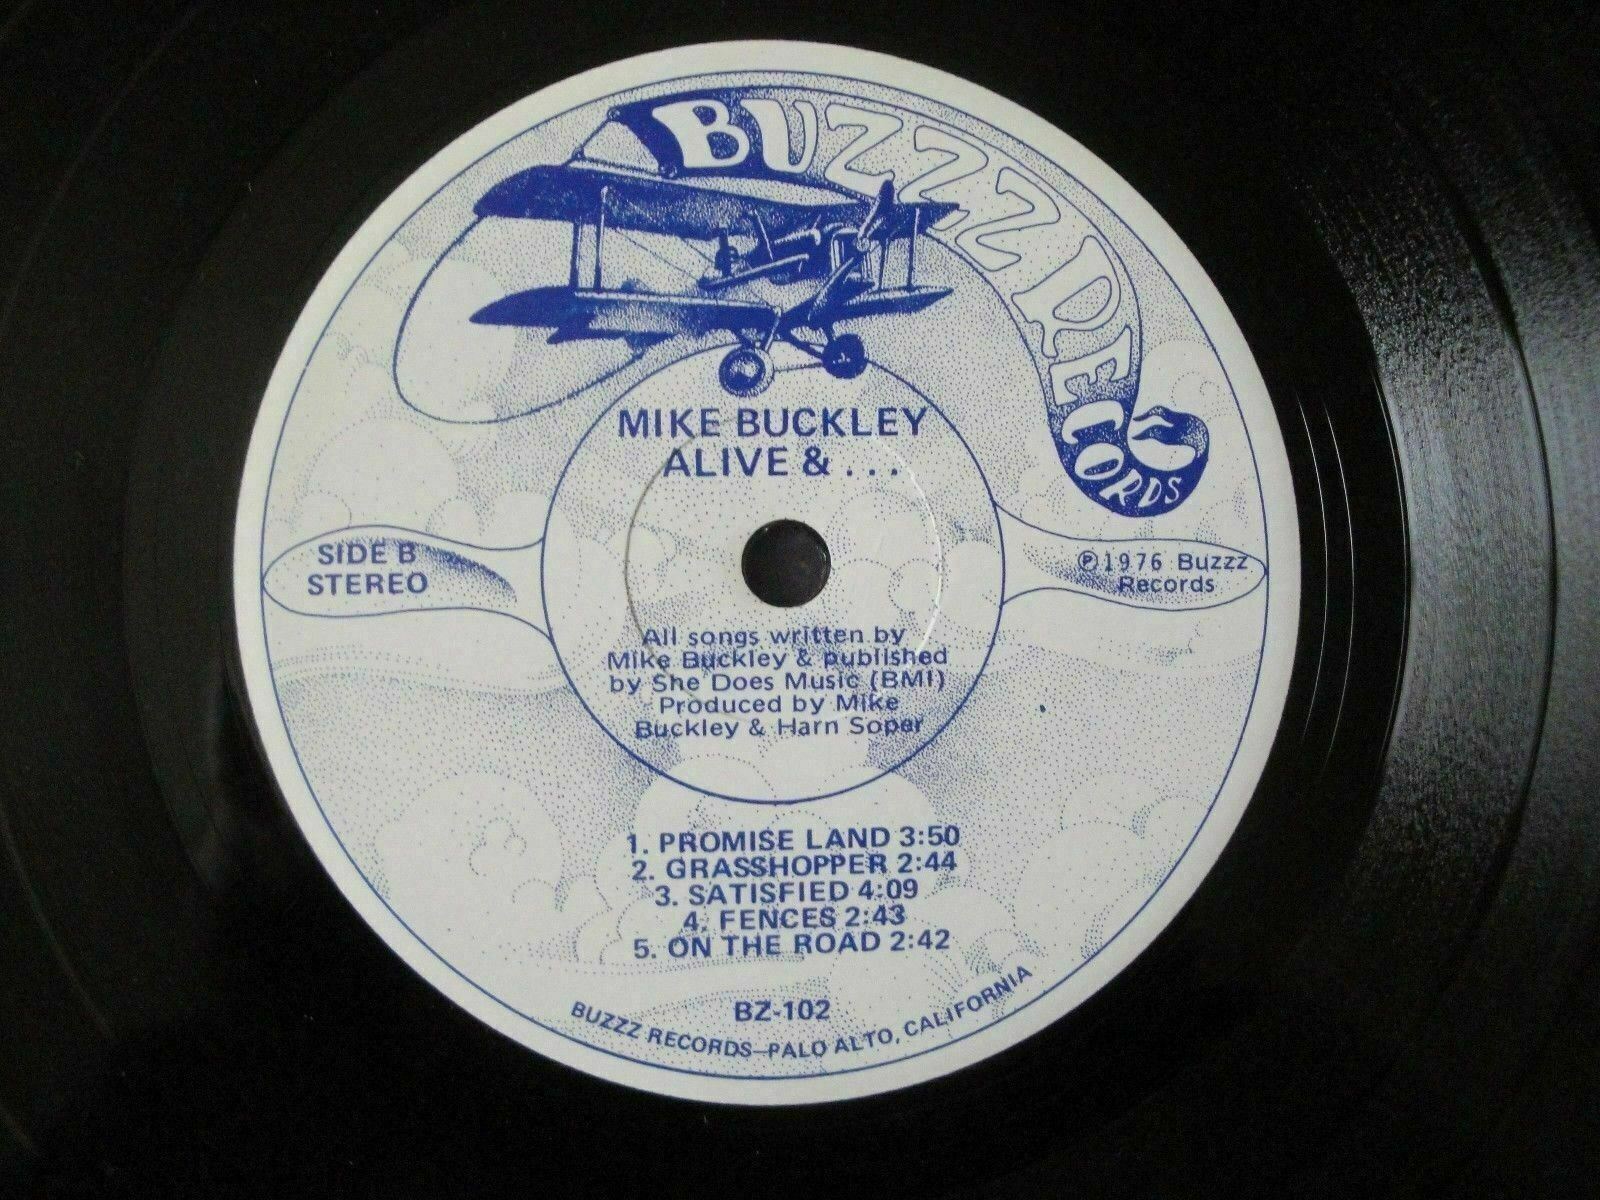 BUZZZ RECORDS
MIKE BUCKLEY
ALIVE & . . .
SIDE B
STEREO
℗1976 Buzzz
Records
All songs written by
Mike Buckley & published
by She Does Music (BMI)
Produced by Mike
Buckley & Harn Soper
1. PROMISE LAND 3:50
2. GRASSHOPPER 2:44
3. SATISFIED 4:09
4. FENCES 2:43
5. ON THE ROAD 2:42
BZ-102
BUZZZ RECORDS—PALO ALTO, CALIFORNIA